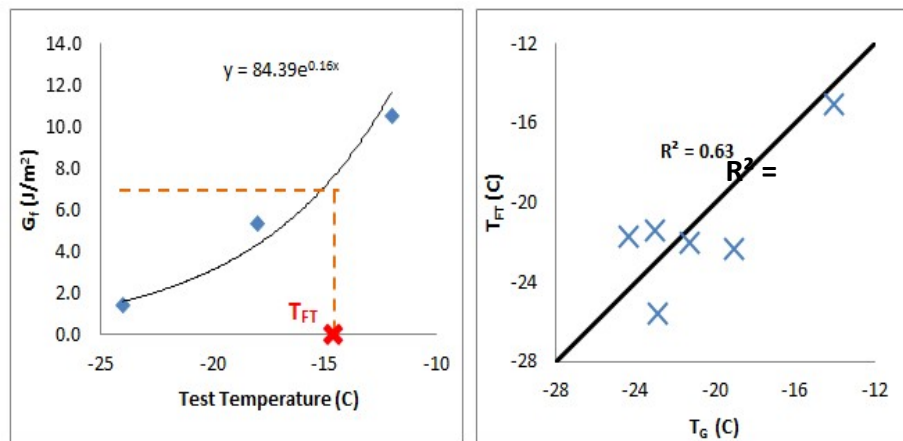 14.0
12.0
10.0
8.0
6.0
4.0
2.0
0.0
G_f (J/m²)
y = 84.39e^0.16x
T_FT
-25 -20 -15 -10
Test Temperature (C)
-12
-16
-20
-24
-28
T_FT (C)
R² = 0.63
R² =
-28 -24 -20 -16 -12
T_G (C)